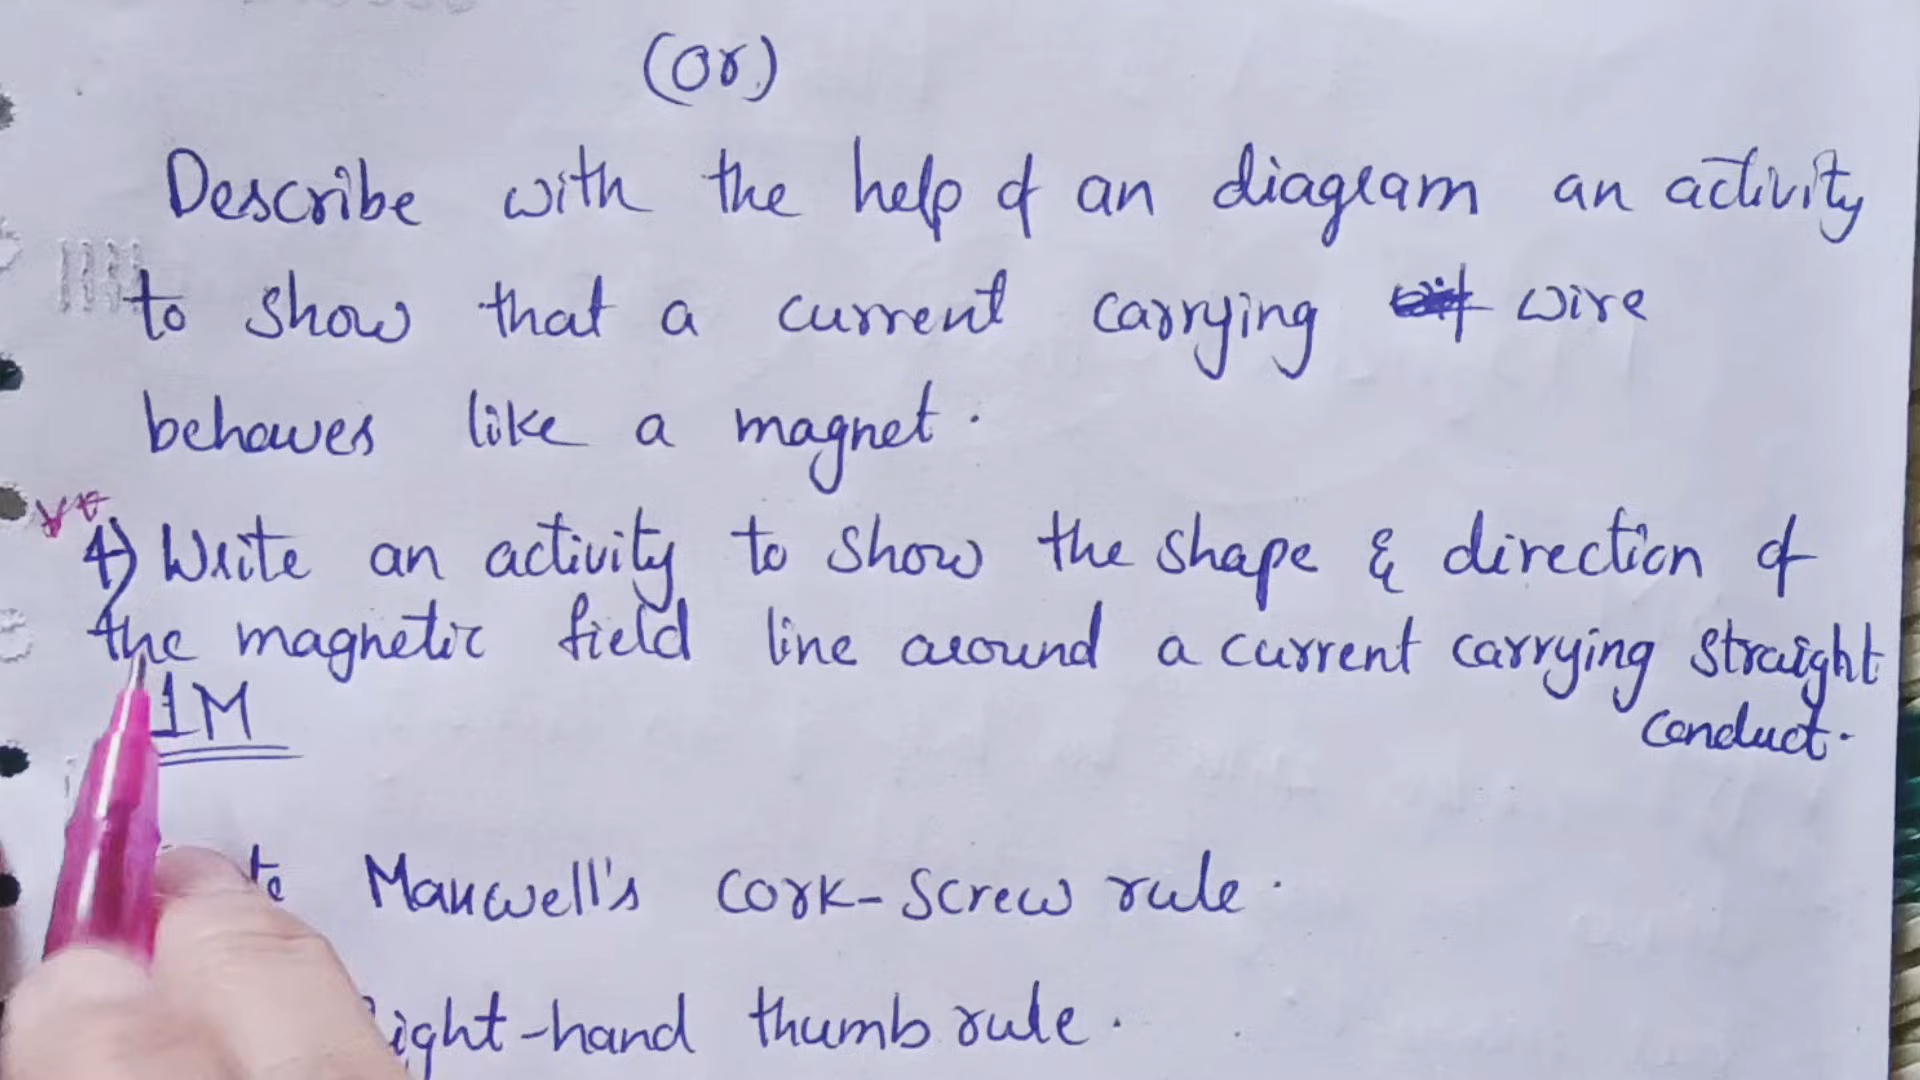 (or)
Describe with the help of an diagram an activity
to show that a current carrying wire
behaves like a magnet.
4) Write an activity to show the shape & direction of
the magnetic field line around a current carrying straight
conduct.
1M
Maxwell's cork-screw rule.
thumb rule.